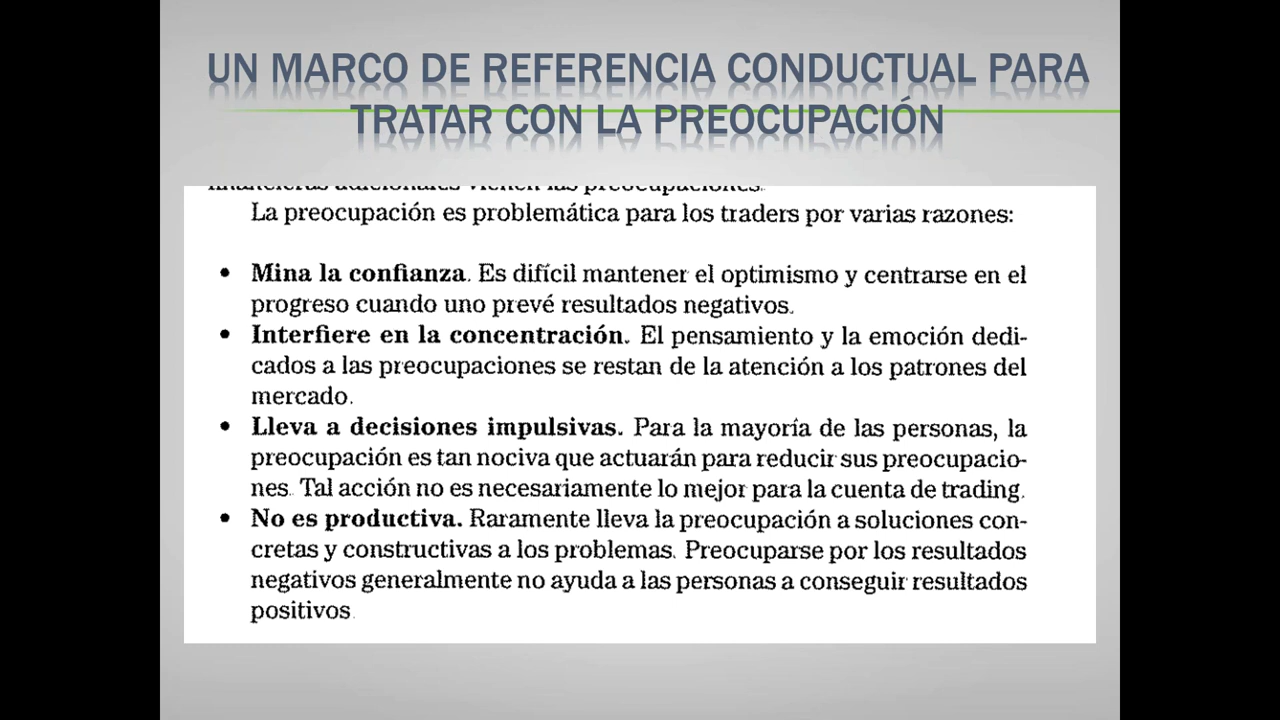 UN MARCO DE REFERENCIA CONDUCTUAL PARA
TRATAR CON LA PREOCUPACIÓN
financieras adicionales vienen las preocupaciones.
La preocupación es problemática para los traders por varias razones:
• Mina la confianza. Es difícil mantener el optimismo y centrarse en el
progreso cuando uno prevé resultados negativos.
• Interfiere en la concentración. El pensamiento y la emoción dedi-
cados a las preocupaciones se restan de la atención a los patrones del
mercado.
• Lleva a decisiones impulsivas. Para la mayoría de las personas, la
preocupación es tan nociva que actuarán para reducir sus preocupacio-
nes. Tal acción no es necesariamente lo mejor para la cuenta de trading.
• No es productiva. Raramente lleva la preocupación a soluciones con-
cretas y constructivas a los problemas. Preocuparse por los resultados
negativos generalmente no ayuda a las personas a conseguir resultados
positivos.